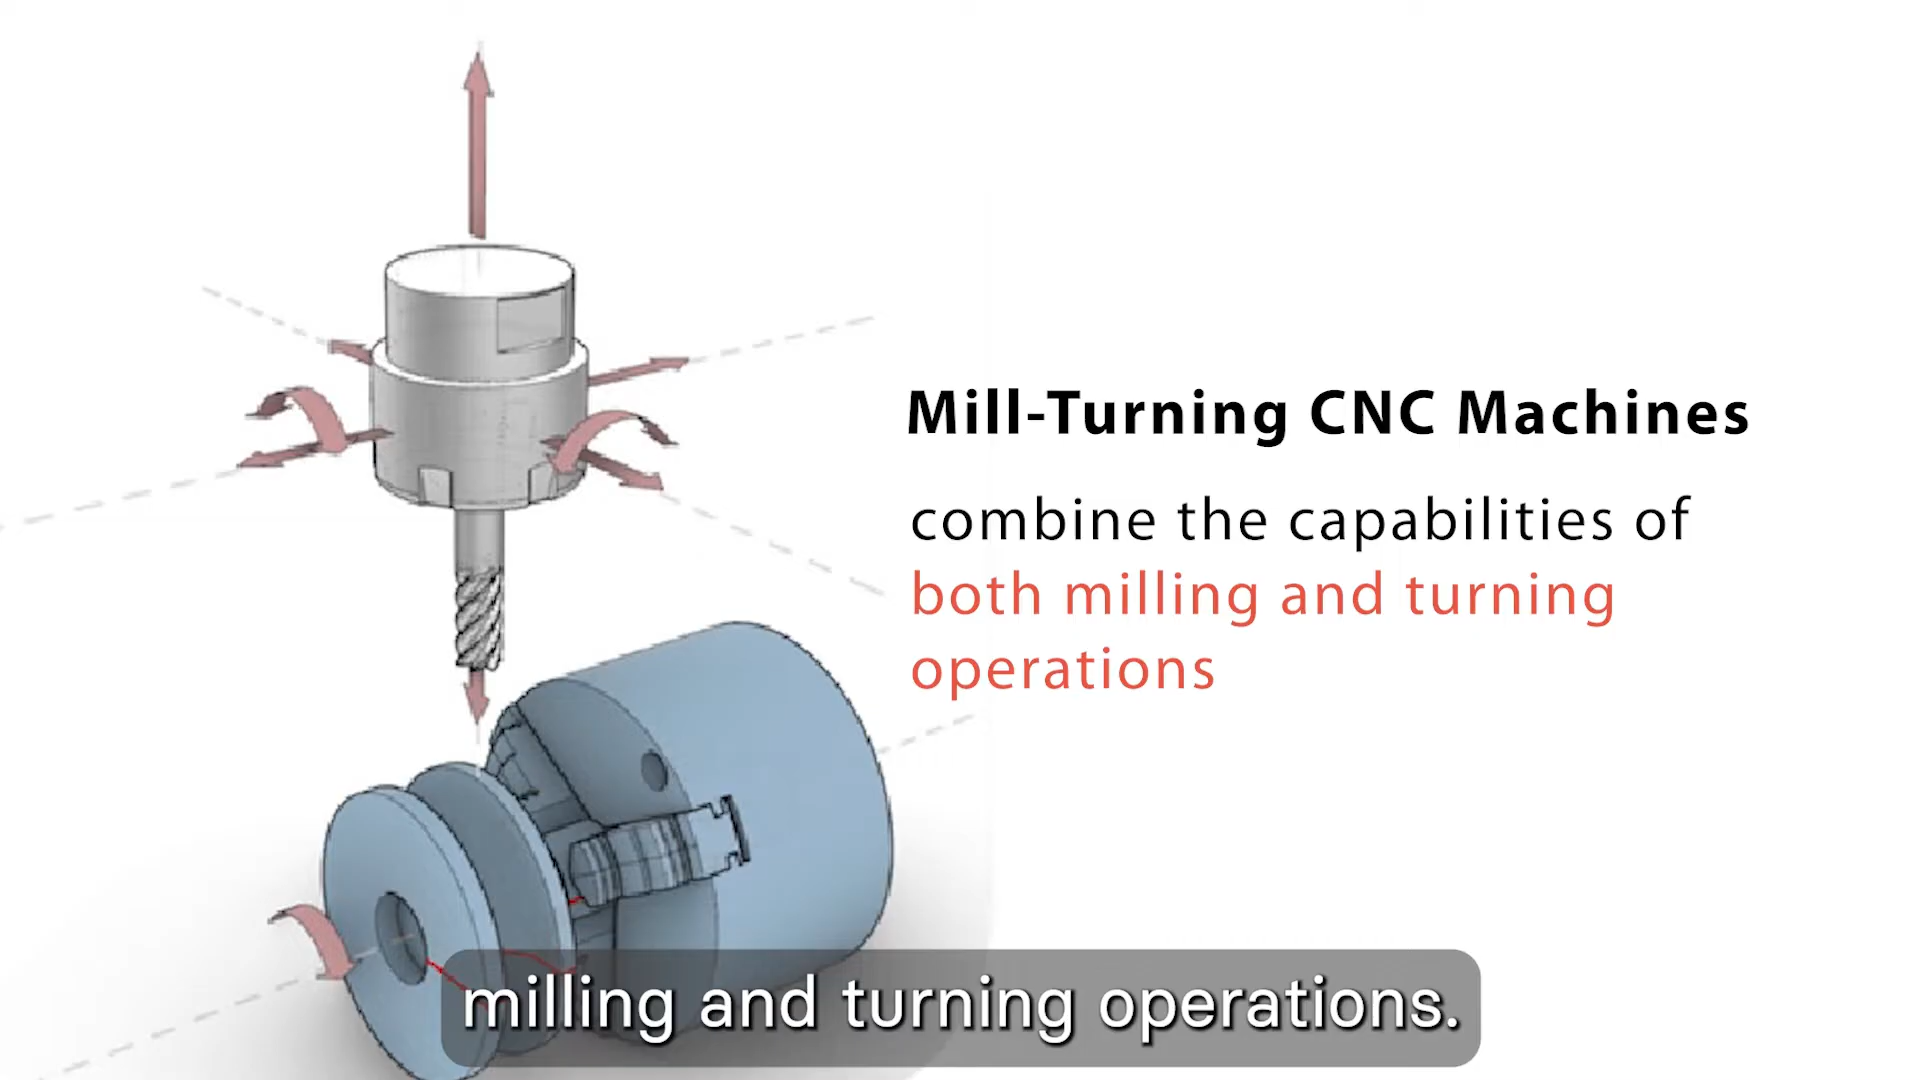 Mill-Turning CNC Machines
combine the capabilities of
both milling and turning
operations
milling and turning operations.